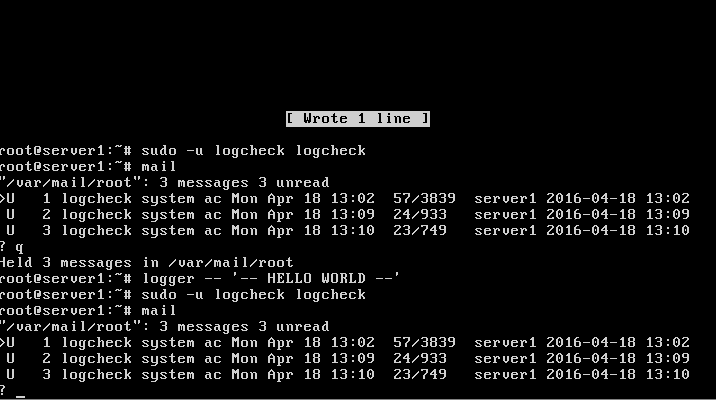 [ Wrote 1 line ]
root@server1:~# sudo -u logcheck logcheck
root@server1:~# mail
"/var/mail/root": 3 messages 3 unread
>U   1 logcheck system ac Mon Apr 18 13:02  57/3839  server1 2016-04-18 13:02
 U   2 logcheck system ac Mon Apr 18 13:09  24/933   server1 2016-04-18 13:09
 U   3 logcheck system ac Mon Apr 18 13:10  23/749   server1 2016-04-18 13:10
? q
Held 3 messages in /var/mail/root
root@server1:~# logger -- '-- HELLO WORLD --'
root@server1:~# sudo -u logcheck logcheck
root@server1:~# mail
"/var/mail/root": 3 messages 3 unread
>U   1 logcheck system ac Mon Apr 18 13:02  57/3839  server1 2016-04-18 13:02
 U   2 logcheck system ac Mon Apr 18 13:09  24/933   server1 2016-04-18 13:09
 U   3 logcheck system ac Mon Apr 18 13:10  23/749   server1 2016-04-18 13:10
? _